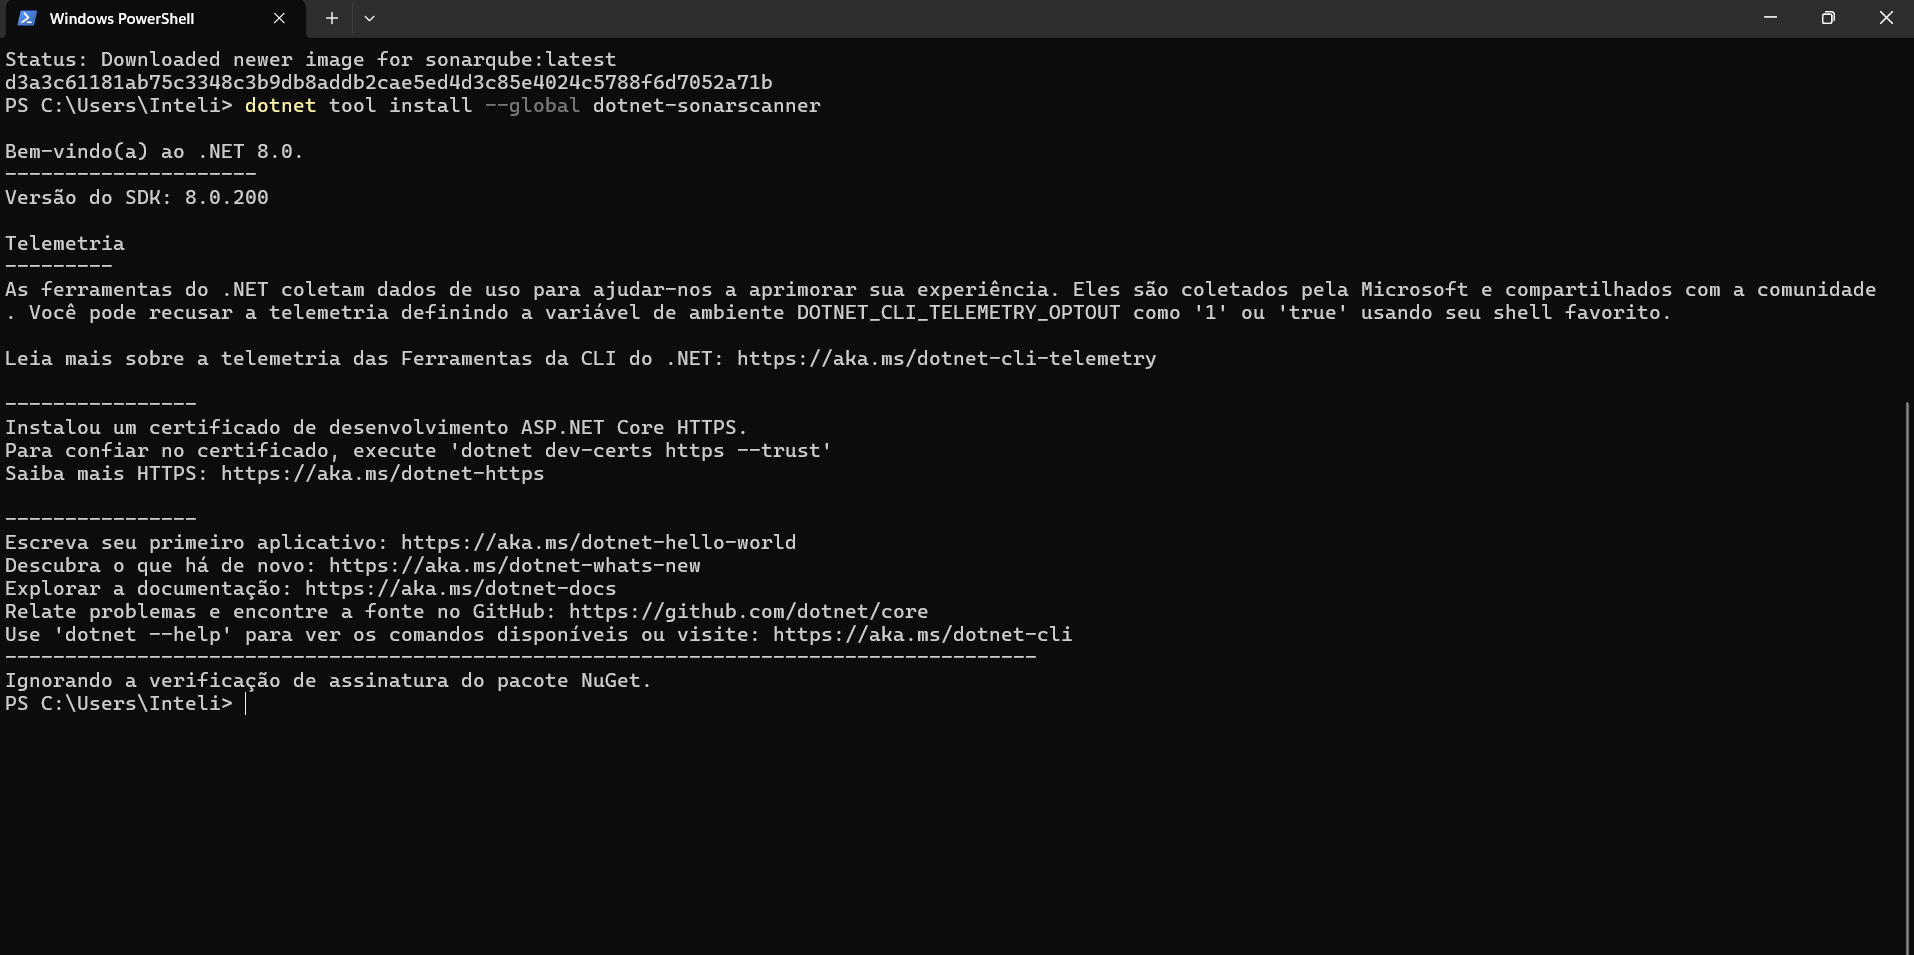 Windows PowerShell
Status: Downloaded newer image for sonarqube:latest
d3a3c61181ab75c3348c3b9db8addb2cae5ed4d3c85e4024c5788f6d7052a71b
PS C:\Users\Inteli> dotnet tool install --global dotnet-sonarscanner
Bem-vindo(a) ao .NET 8.0.
---------------------
Versão do SDK: 8.0.200
Telemetria
---------
As ferramentas do .NET coletam dados de uso para ajudar-nos a aprimorar sua experiência. Eles são coletados pela Microsoft e compartilhados com a comunidade
. Você pode recusar a telemetria definindo a variável de ambiente DOTNET_CLI_TELEMETRY_OPTOUT como '1' ou 'true' usando seu shell favorito.
Leia mais sobre a telemetria das Ferramentas da CLI do .NET: https://aka.ms/dotnet-cli-telemetry
----------------
Instalou um certificado de desenvolvimento ASP.NET Core HTTPS.
Para confiar no certificado, execute 'dotnet dev-certs https --trust'
Saiba mais HTTPS: https://aka.ms/dotnet-https
----------------
Escreva seu primeiro aplicativo: https://aka.ms/dotnet-hello-world
Descubra o que há de novo: https://aka.ms/dotnet-whats-new
Explorar a documentação: https://aka.ms/dotnet-docs
Relate problemas e encontre a fonte no GitHub: https://github.com/dotnet/core
Use 'dotnet --help' para ver os comandos disponíveis ou visite: https://aka.ms/dotnet-cli
--------------------------------------------------------------------------------------
Ignorando a verificação de assinatura do pacote NuGet.
PS C:\Users\Inteli>